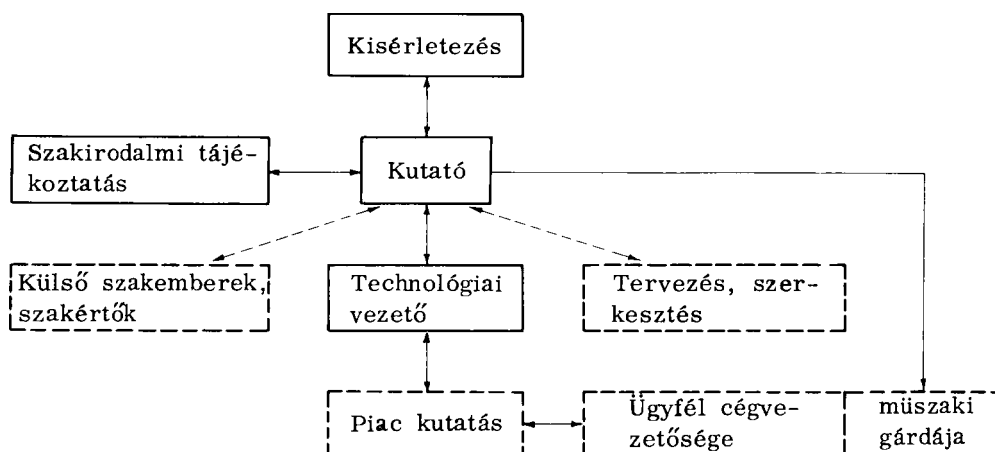 Kisérletezés
Szakirodalmi tájé-
koztatás
Kutató
Külső szakemberek,
szakértők
Technológiai
vezető
Tervezés, szer-
kesztés
Piac kutatás
Ügyfél cégve-
zetősége
müszaki
gárdája